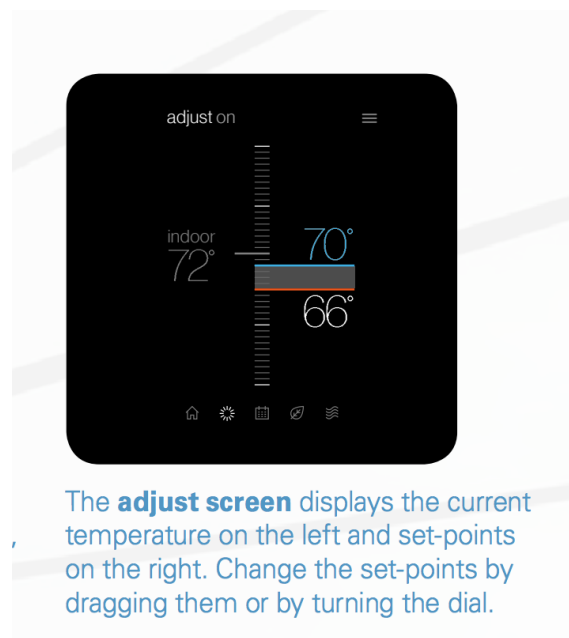 adjust on
indoor
72°
70°
66°
The adjust screen displays the current
, temperature on the left and set-points
on the right. Change the set-points by
dragging them or by turning the dial.